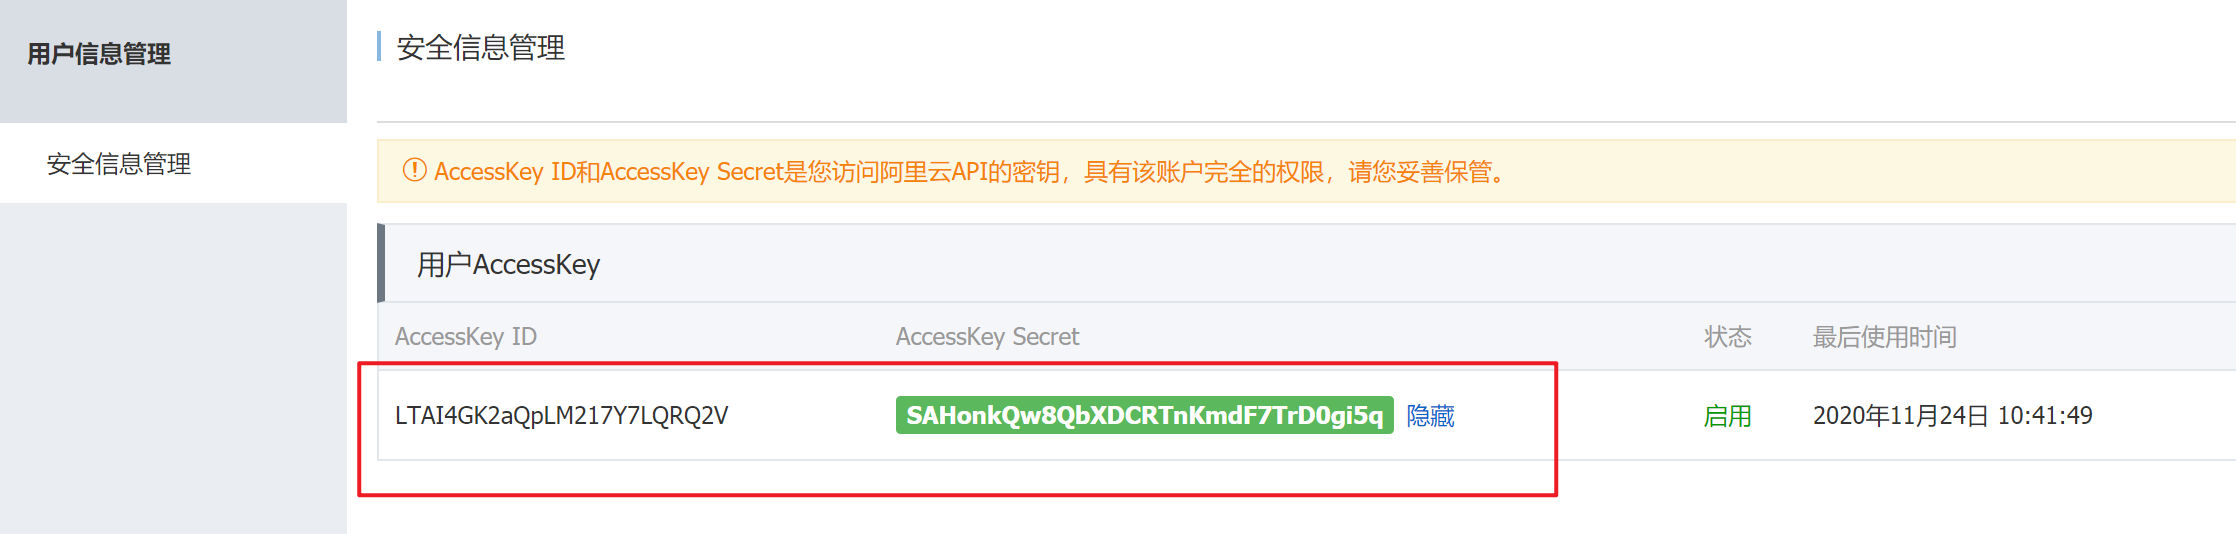 用户信息管理
安全信息管理
安全信息管理
AccessKey ID和AccessKey Secret是您访问阿里云API的密钥，具有该账户完全的权限，请您妥善保管。
用户AccessKey
AccessKey ID AccessKey Secret 状态 最后使用时间
LTAI4GK2aQpLM217Y7LQRQ2V SAHonkQw8QbXDCRTnKmdF7TrD0gi5q 隐藏 启用 2020年11月24日 10:41:49